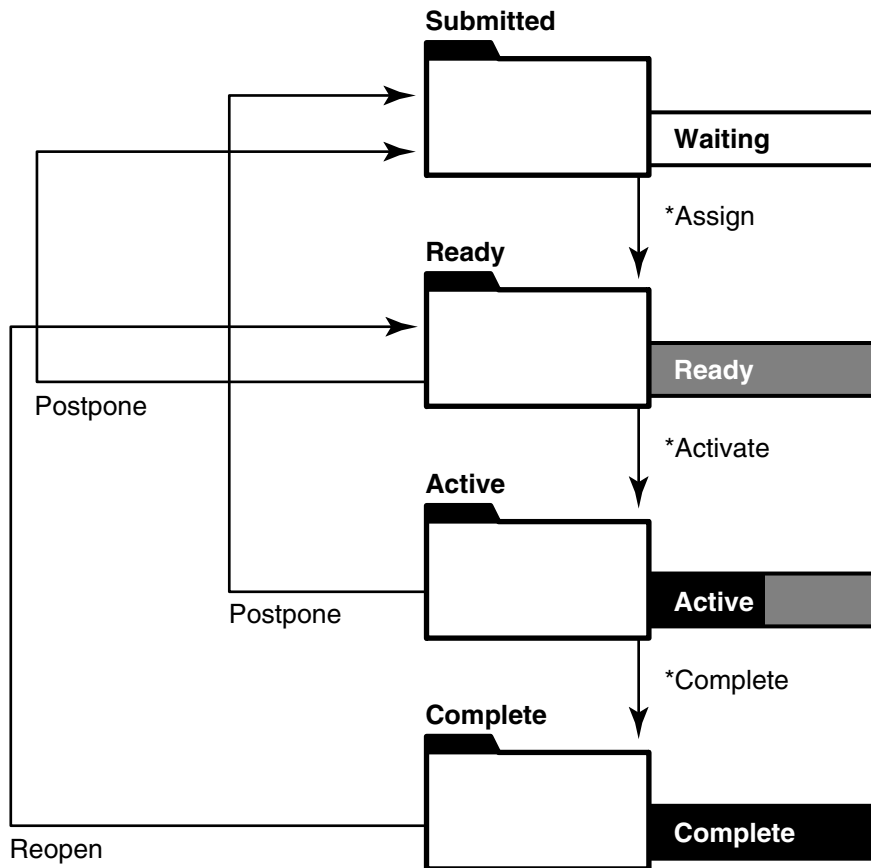 Submitted
Waiting
*Assign
Ready
Ready
Postpone
*Activate
Active
Active
Postpone
*Complete
Complete
Complete
Reopen